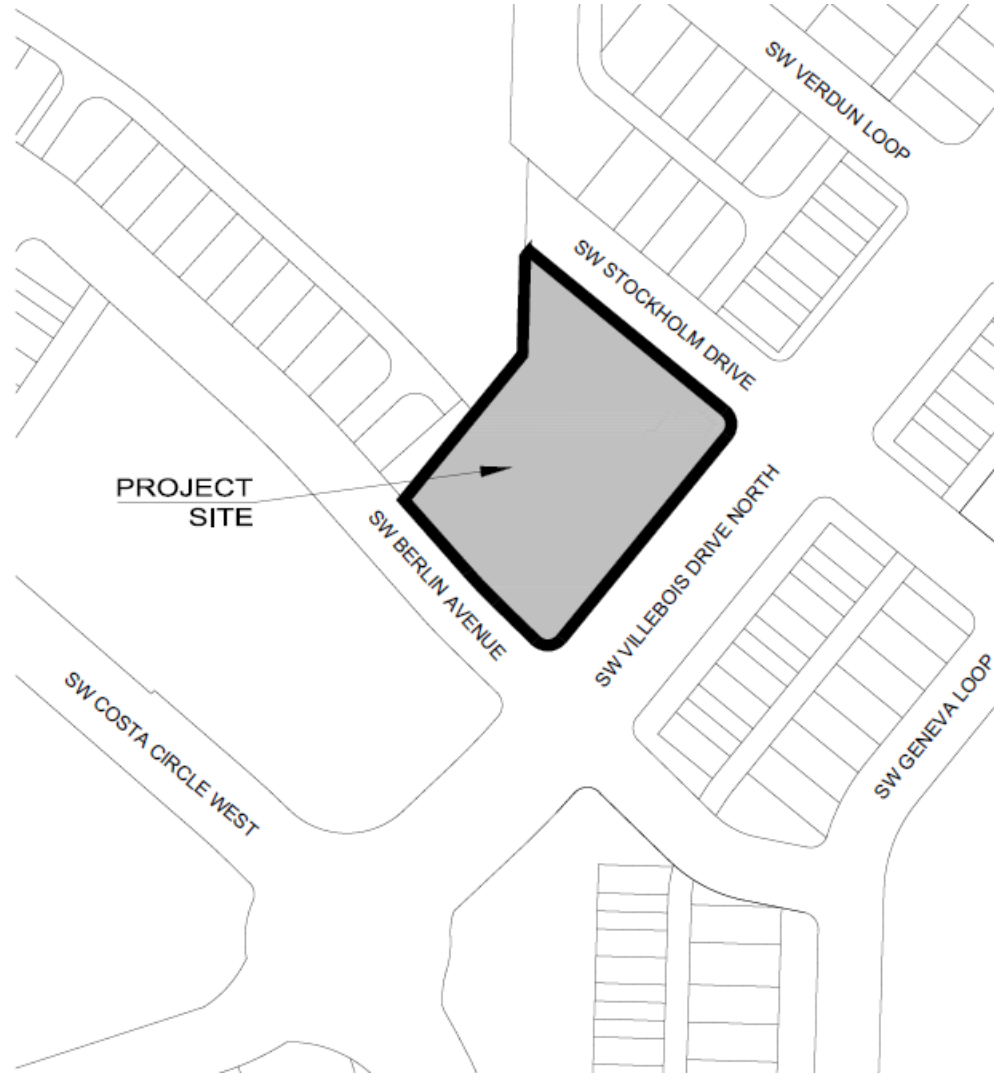 SW VERDUN LOOP
SW STOCKHOLM DRIVE
PROJECT
SITE
SW BERLIN AVENUE
SW VILLEBOIS DRIVE NORTH
SW COSTA CIRCLE WEST
SW GENEVA LOOP